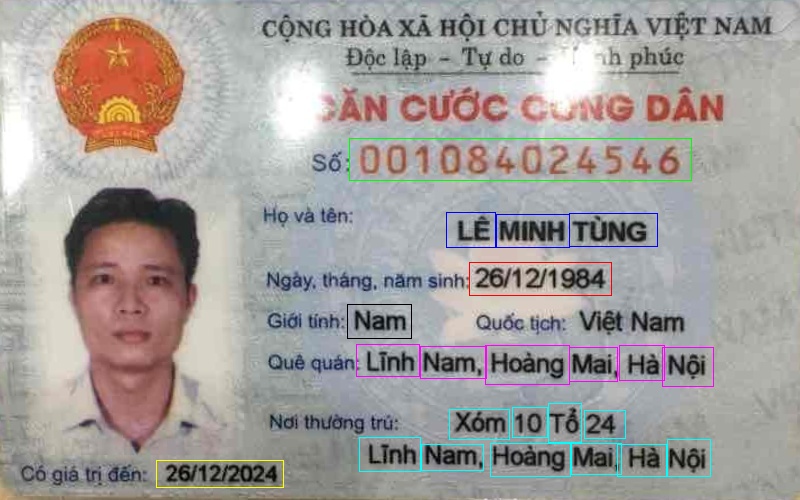 CỘNG HÒA XÃ HỘI CHỦ NGHĨA VIỆT NAM
Độc lập - Tự do - Hạnh phúc
CĂN CƯỚC CÔNG DÂN
Số: 001084024546
Họ và tên:
LÊ MINH TÙNG
Ngày, tháng, năm sinh: 26/12/1984
Giới tính: Nam Quốc tịch: Việt Nam
Quê quán: Lĩnh Nam, Hoàng Mai, Hà Nội
Nơi thường trú: Xóm 10 Tổ 24
Lĩnh Nam, Hoàng Mai, Hà Nội
Có giá trị đến: 26/12/2024